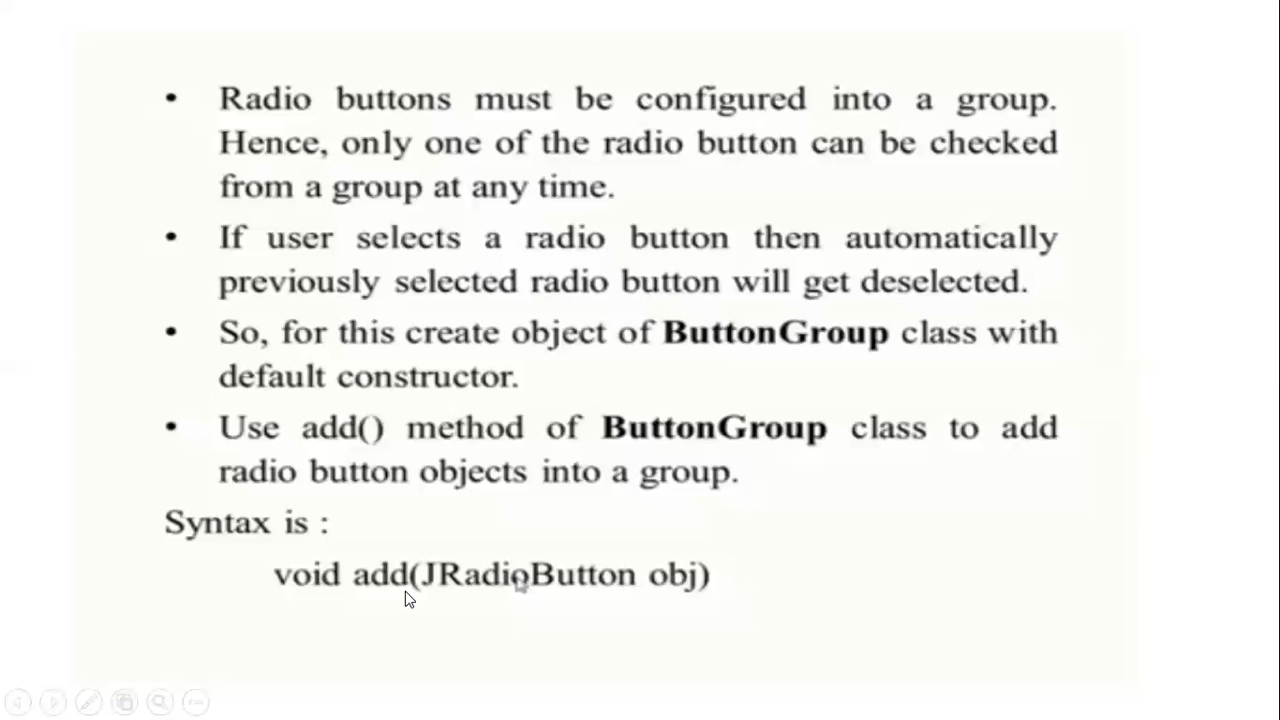 • Radio buttons must be configured into a group.
Hence, only one of the radio button can be checked
from a group at any time.
• If user selects a radio button then automatically
previously selected radio button will get deselected.
• So, for this create object of ButtonGroup class with
default constructor.
• Use add() method of ButtonGroup class to add
radio button objects into a group.
Syntax is :
void add(JRadioButton obj)